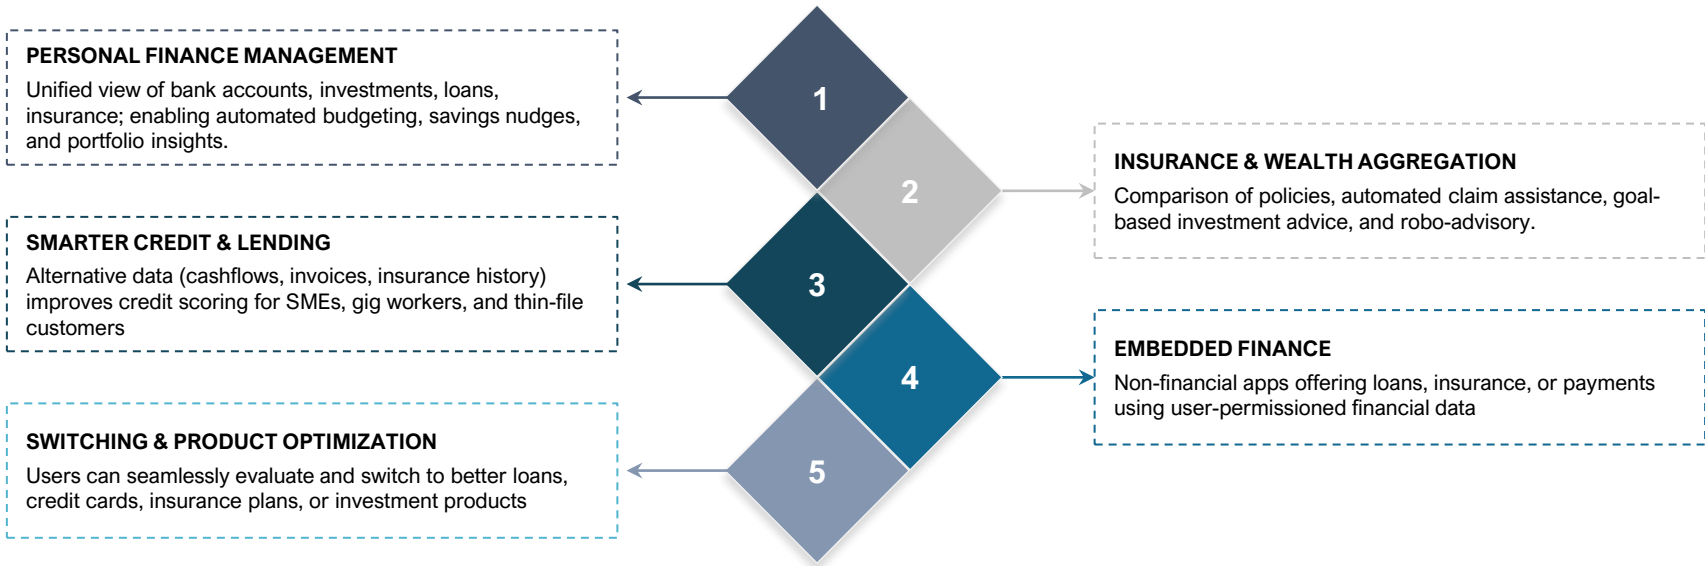 1
PERSONAL FINANCE MANAGEMENT
Unified view of bank accounts, investments, loans,
insurance; enabling automated budgeting, savings nudges,
and portfolio insights.
2
INSURANCE & WEALTH AGGREGATION
Comparison of policies, automated claim assistance, goal-
based investment advice, and robo-advisory.
3
SMARTER CREDIT & LENDING
Alternative data (cashflows, invoices, insurance history)
improves credit scoring for SMEs, gig workers, and thin-file
customers
4
EMBEDDED FINANCE
Non-financial apps offering loans, insurance, or payments
using user-permissioned financial data
5
SWITCHING & PRODUCT OPTIMIZATION
Users can seamlessly evaluate and switch to better loans,
credit cards, insurance plans, or investment products